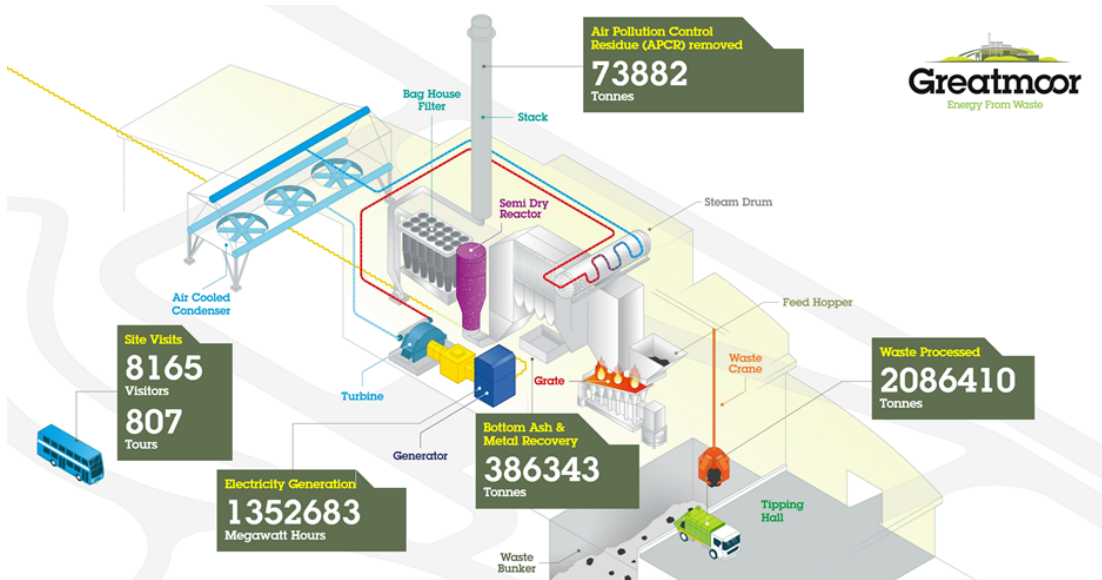 Air Pollution Control
Residue (APCR) removed
73882
Tonnes
Greatmoor
Energy From Waste
Bag House
Filter
Stack
Semi Dry
Reactor
Steam Drum
Air Cooled
Condenser
Feed Hopper
Site Visits
8165
Visitors
807
Tours
Turbine
Grate
Waste
Crane
Waste Processed
2086410
Tonnes
Generator
Bottom Ash &
Metal Recovery
386343
Tonnes
Electricity Generation
1352683
Megawatt Hours
Tipping
Hall
Waste
Bunker